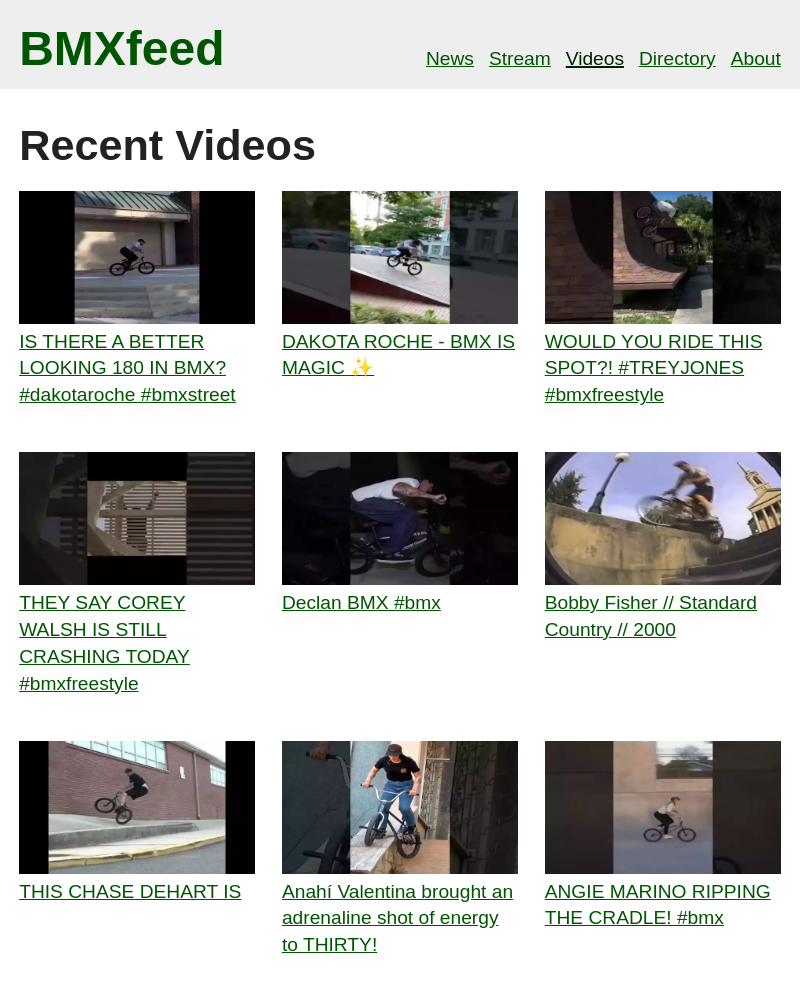 BMXfeed
News Stream Videos Directory About
Recent Videos
IS THERE A BETTER
LOOKING 180 IN BMX?
#dakotaroche #bmxstreet
DAKOTA ROCHE - BMX IS
MAGIC ✨
WOULD YOU RIDE THIS
SPOT?! #TREYJONES
#bmxfreestyle
THEY SAY COREY
WALSH IS STILL
CRASHING TODAY
#bmxfreestyle
Declan BMX #bmx
Bobby Fisher // Standard
Country // 2000
THIS CHASE DEHART IS
Anahí Valentina brought an
adrenaline shot of energy
to THIRTY!
ANGIE MARINO RIPPING
THE CRADLE! #bmx